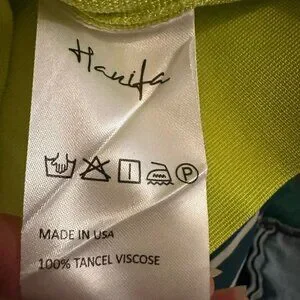 Hanifa
P
MADE IN USA
100% TANCEL VISCOSE